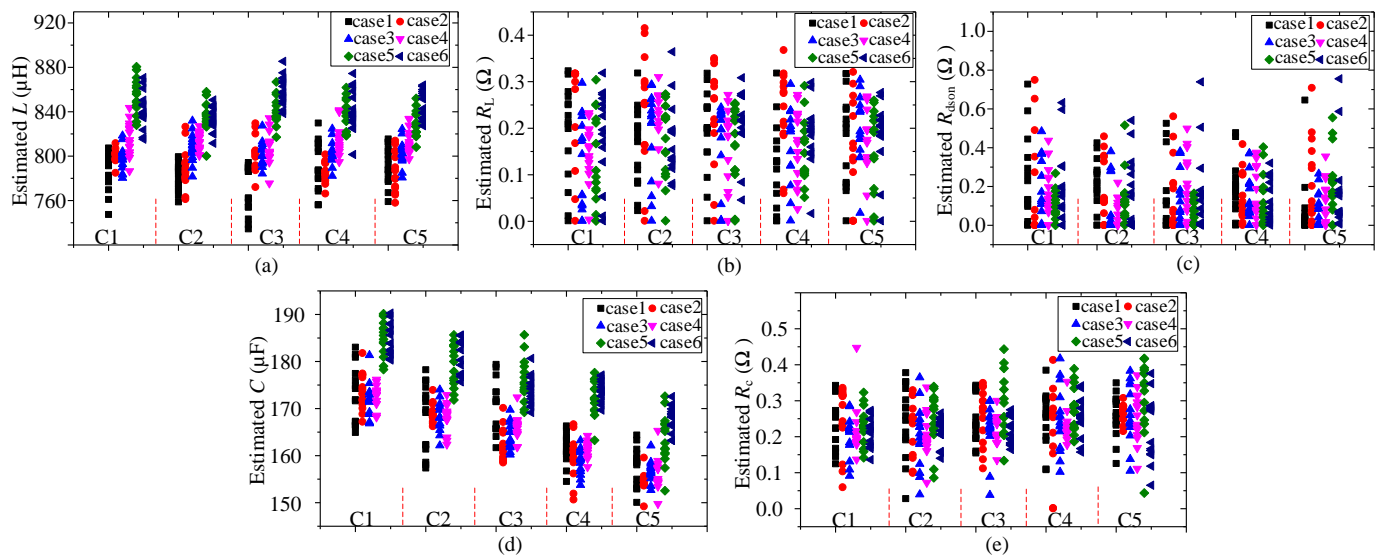 Estimated L (µH)
920
880
840
800
760
case1 case2
case3 case4
case5 case6
C1 C2 C3 C4 C5
(a)
Estimated R_L (Ω)
0.4
0.3
0.2
0.1
0.0
case1 case2
case3 case4
case5 case6
C1 C2 C3 C4 C5
(b)
Estimated R_dson (Ω)
1.0
0.8
0.6
0.4
0.2
0.0
case1 case2
case3 case4
case5 case6
C1 C2 C3 C4 C5
(c)
Estimated C (µF)
190
180
170
160
150
case1 case2
case3 case4
case5 case6
C1 C2 C3 C4 C5
(d)
Estimated R_c (Ω)
0.5
0.4
0.3
0.2
0.1
0.0
case1 case2
case3 case4
case5 case6
C1 C2 C3 C4 C5
(e)